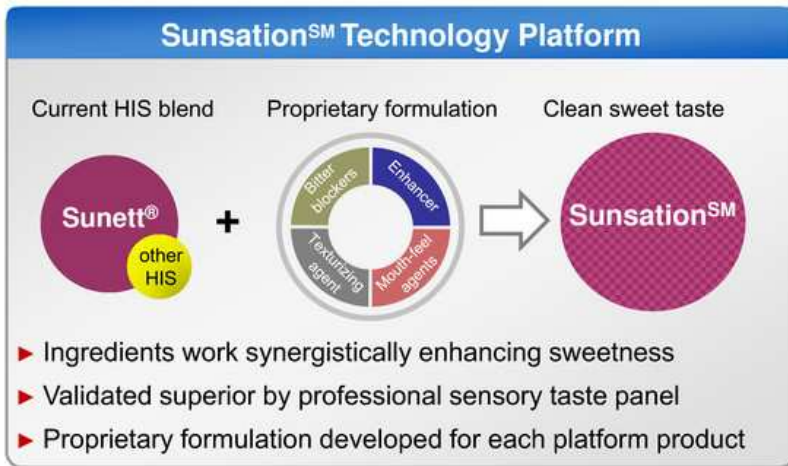 Sunsation℠ Technology Platform
Current HIS blend
Proprietary formulation
Clean sweet taste
Sunett®
other
HIS
+
Bitter
blockers
Enhancer
Texturizing
agent
Mouth-feel
agents
Sunsation℠
► Ingredients work synergistically enhancing sweetness
► Validated superior by professional sensory taste panel
► Proprietary formulation developed for each platform product